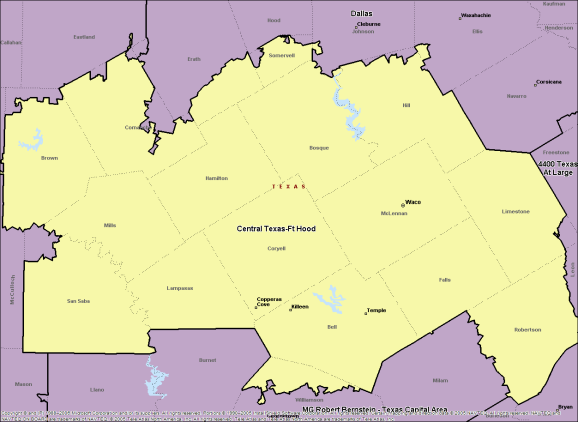 Dallas
Waxahachie
Kaufman
Hood
Cleburne
Johnson
Ellis
Henderson
Callahan
Eastland
Erath
Somervell
Corsicana
Navarro
Hill
Comanche
Bosque
Freestone
Brown
4400 Texas
At Large
Hamilton
TEXAS
Waco
McLennan
Limestone
Mills
Central Texas-Ft Hood
Coryell
Leon
McCulloch
Lampasas
Falls
San Saba
Copperas
Cove
Killeen
Temple
Bell
Robertson
Burnet
Mason
Llano
Milam
Williamson
MG Robert Bernstein - Texas Capital Area
Bryan